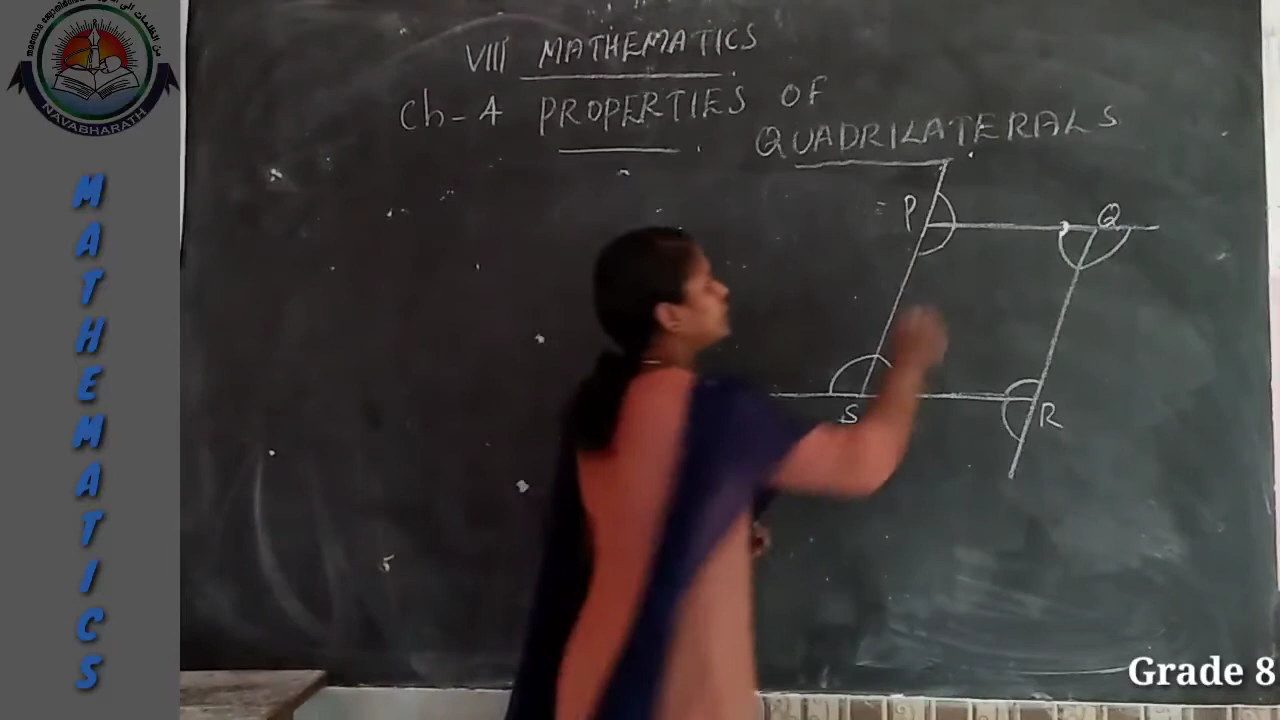 NAVABHARATH
MATHEMATICS
VIII MATHEMATICS
Ch-4 PROPERTIES OF
QUADRILATERALS
P
Q
S
R
Grade 8